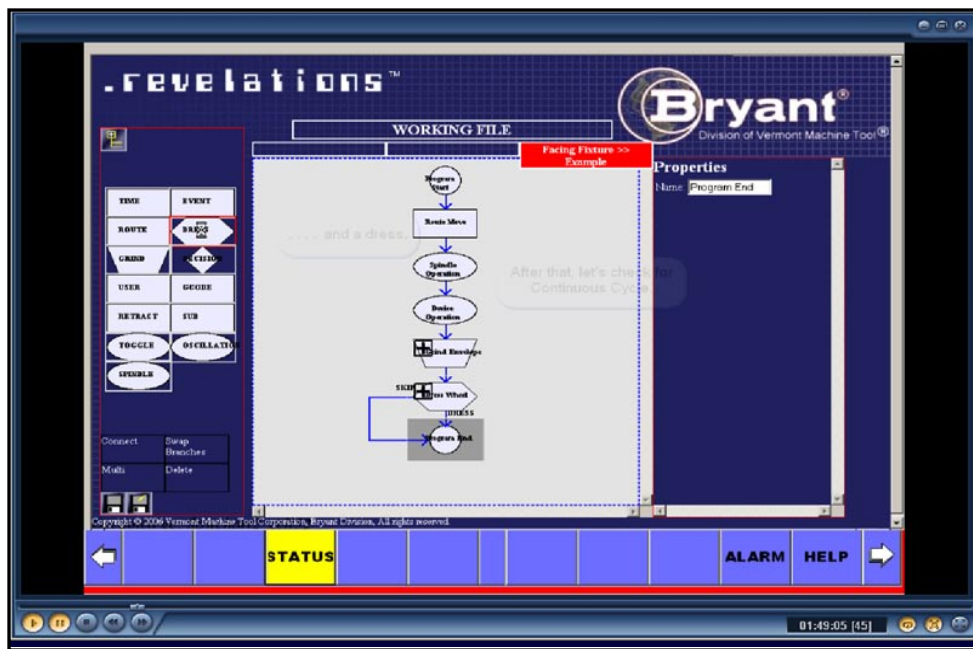 .revelations™
Bryant®
Division of Vermont Machine Tool®
WORKING FILE
Facing Fixture >>
Example
Properties
Name Program End
TIME
EVENT
ROUTE
DRESS
GRIND
DECISION
USER
GCODE
RETRACT
SUB
TOGGLE
OSCILLATION
SPINDLE
Connect
Swap
Branches
Multi
Delete
Program
Start
Route Move
. . . . and a dress.
Spindle
Operation
After that, let's check for
Continuous Cycle.
Device
Operation
Grind Envelope
SKIP
Dress Wheel
DRESS
Program End
Copyright © 2006 Vermont Machine Tool Corporation, Bryant Division, All rights reserved.
STATUS
ALARM
HELP
01:49:05 [45]